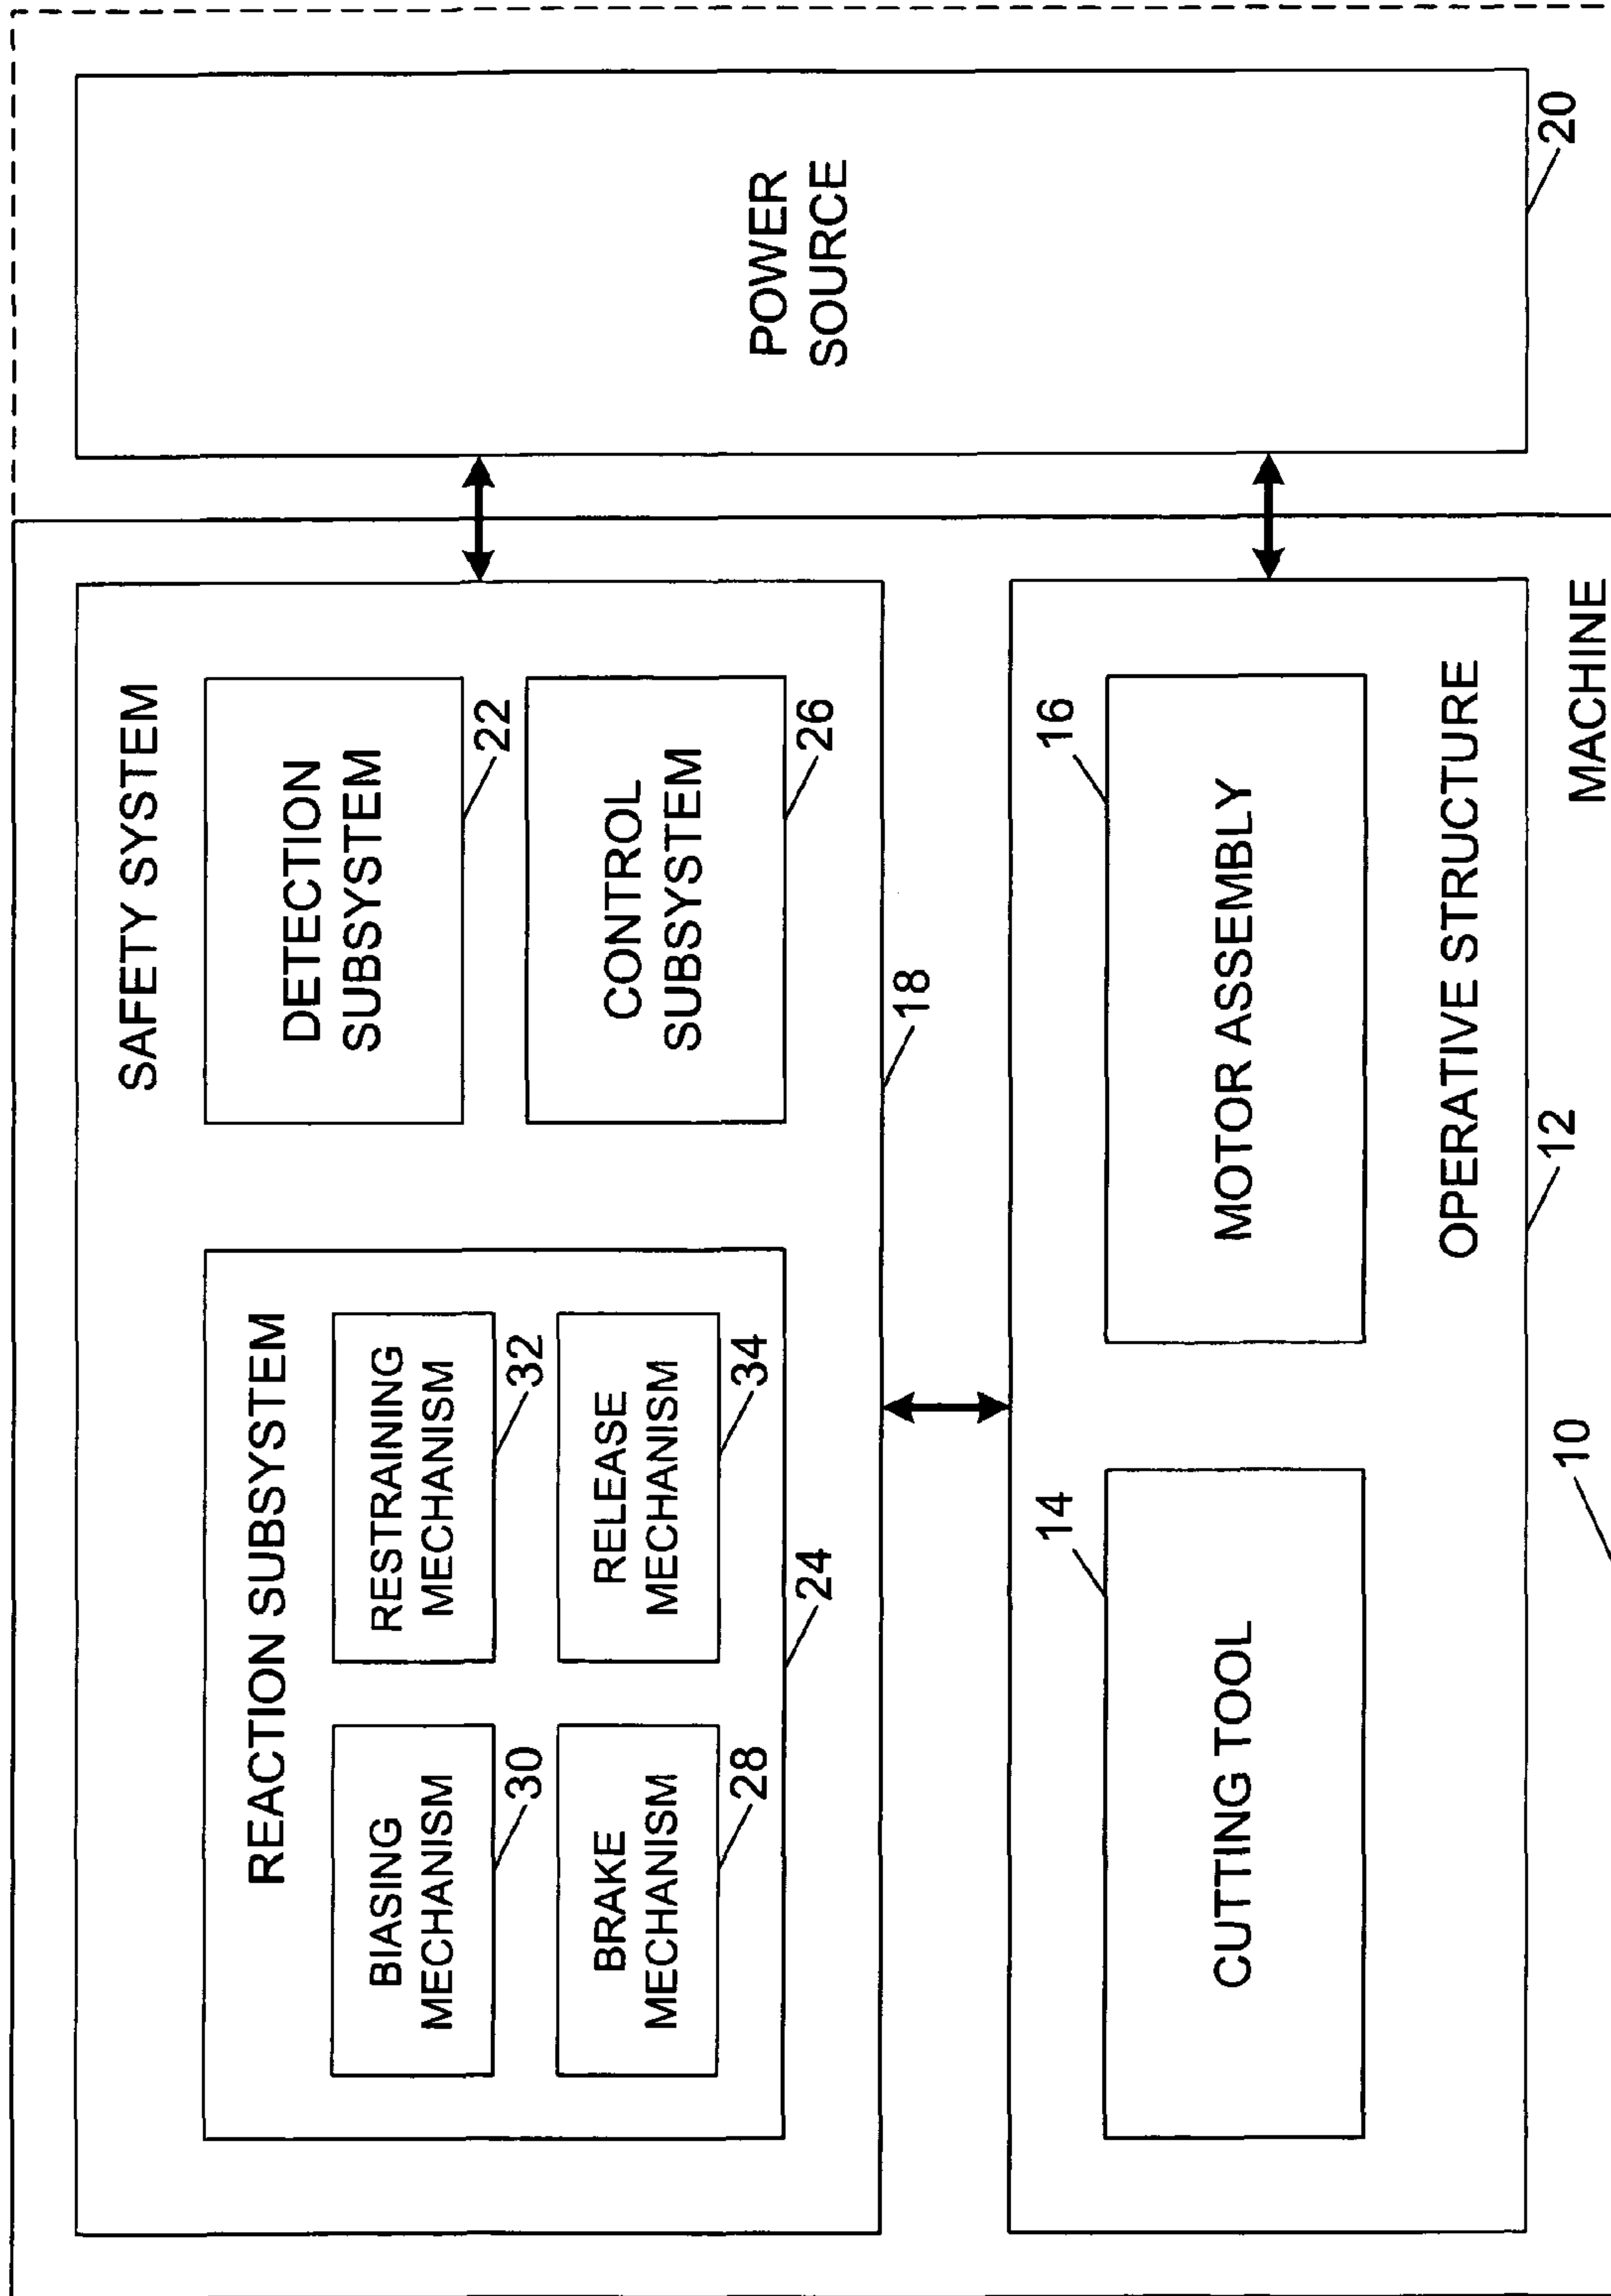 SAFETY SYSTEM
REACTION SUBSYSTEM
BIASING
MECHANISM
30
RESTRAINING
MECHANISM
32
BRAKE
MECHANISM
28
RELEASE
MECHANISM
34
24
DETECTION
SUBSYSTEM
22
CONTROL
SUBSYSTEM
26
18
POWER
SOURCE
20
14
CUTTING TOOL
16
MOTOR ASSEMBLY
OPERATIVE STRUCTURE
12
10
MACHINE